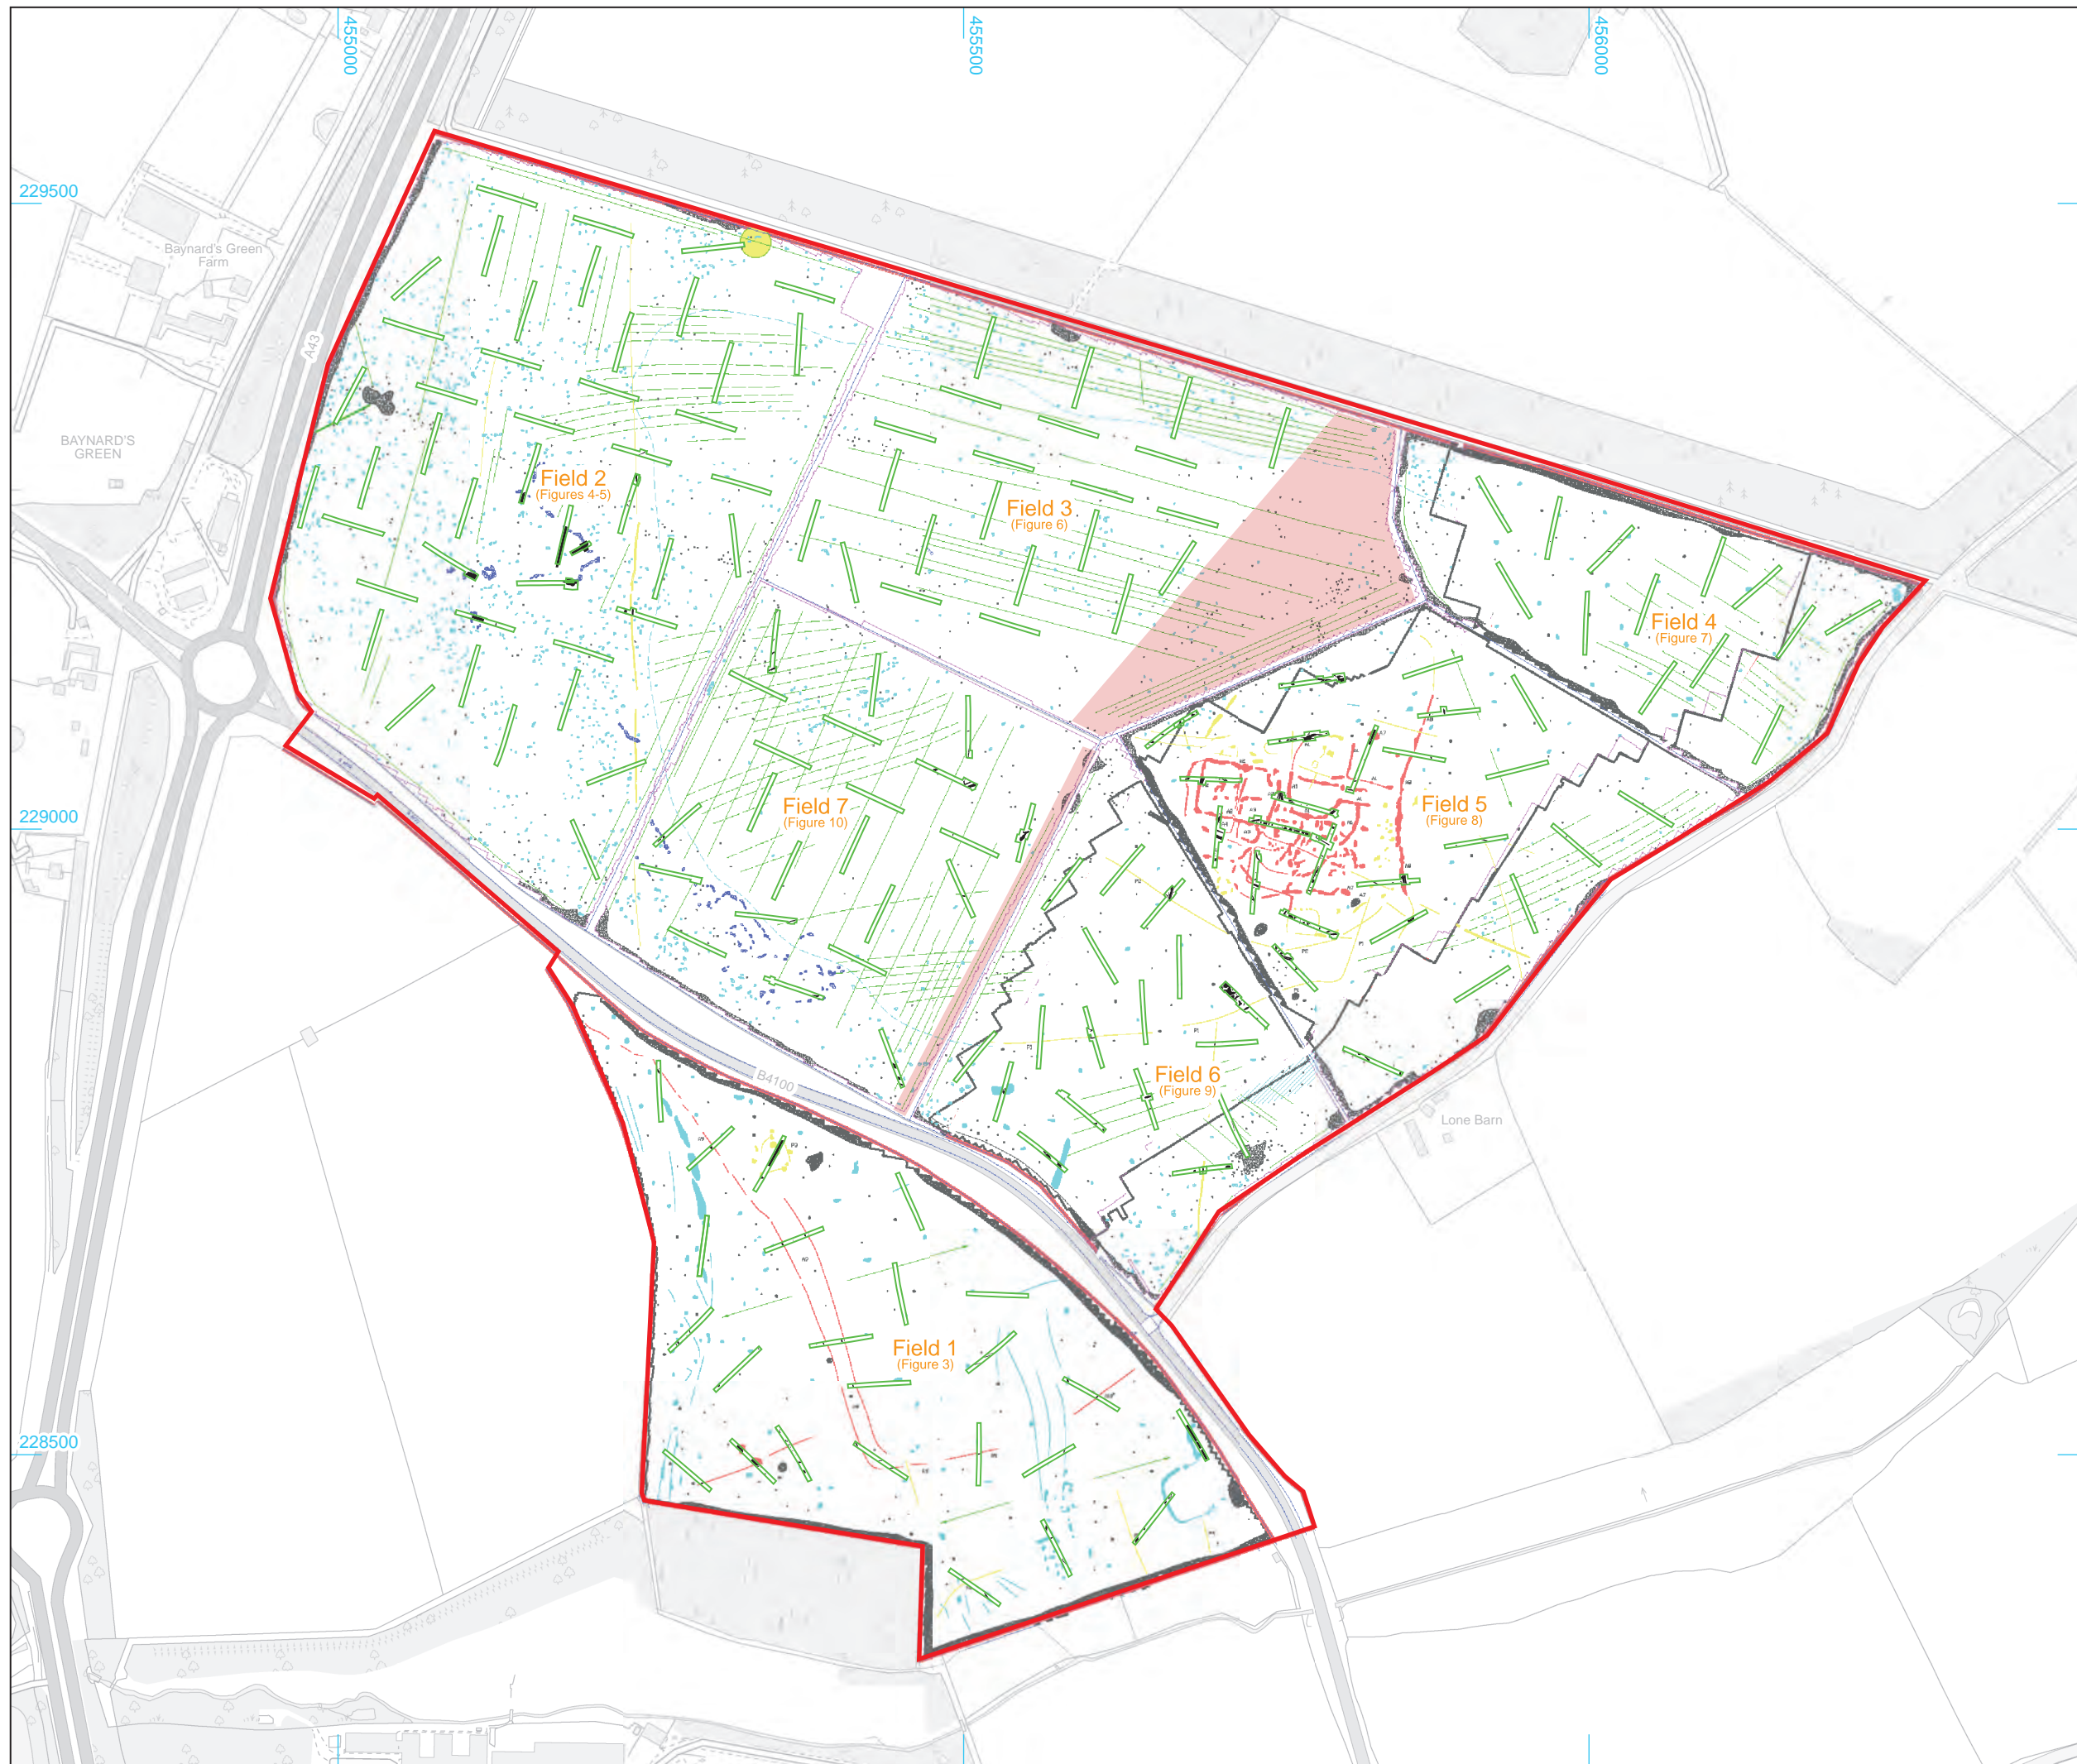 455000
455500
456000
229500
Baynard's Green
Farm
A43
BAYNARD'S
GREEN
Field 2
(Figures 4-5)
Field 3
(Figure 6)
Field 4
(Figure 7)
Field 7
(Figure 10)
Field 5
(Figure 8)
229000
Field 6
(Figure 9)
B4100
Lone Barn
Field 1
(Figure 3)
228500